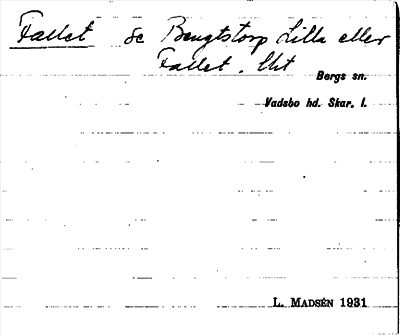 Fallet se Bengtstorp Lilla eller
Fallet. Utt
Bergs sn.
Vadsbo hd. Skar. l.
L. MADSÉN 1931